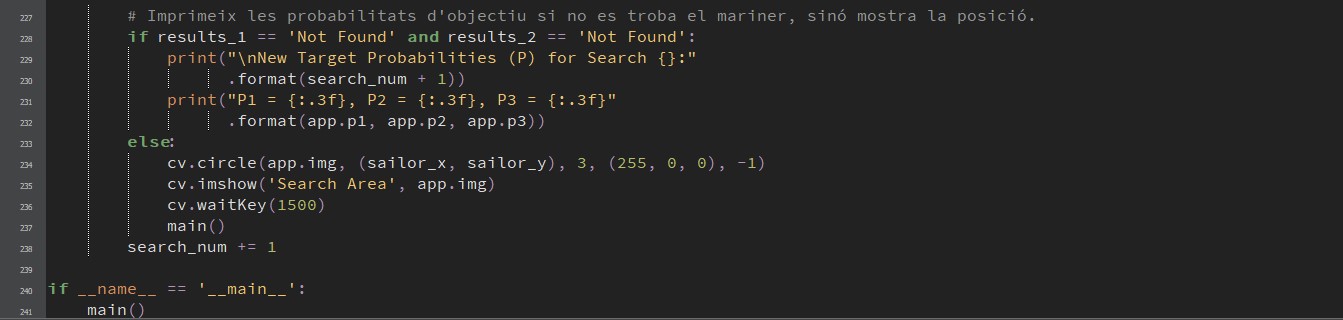 227 # Imprimeix les probabilitats d'objectiu si no es troba el mariner, sinó mostra la posició.
228 if results_1 == 'Not Found' and results_2 == 'Not Found':
229 print("\nNew Target Probabilities (P) for Search {}:"
230 .format(search_num + 1))
231 print("P1 = {:.3f}, P2 = {:.3f}, P3 = {:.3f}"
232 .format(app.p1, app.p2, app.p3))
233 else:
234 cv.circle(app.img, (sailor_x, sailor_y), 3, (255, 0, 0), -1)
235 cv.imshow('Search Area', app.img)
236 cv.waitKey(1500)
237 main()
238 search_num += 1
239
240 if __name__ == '__main__':
241 main()